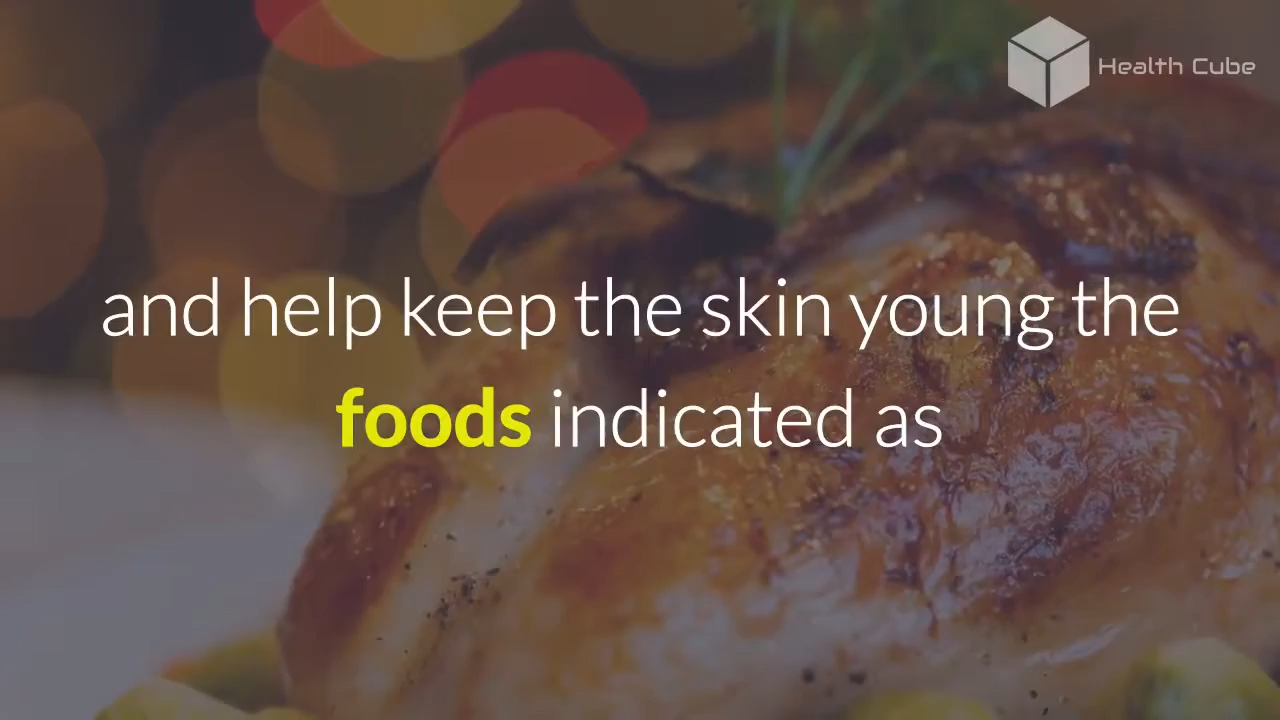 Health Cube
and help keep the skin young the
foods indicated as